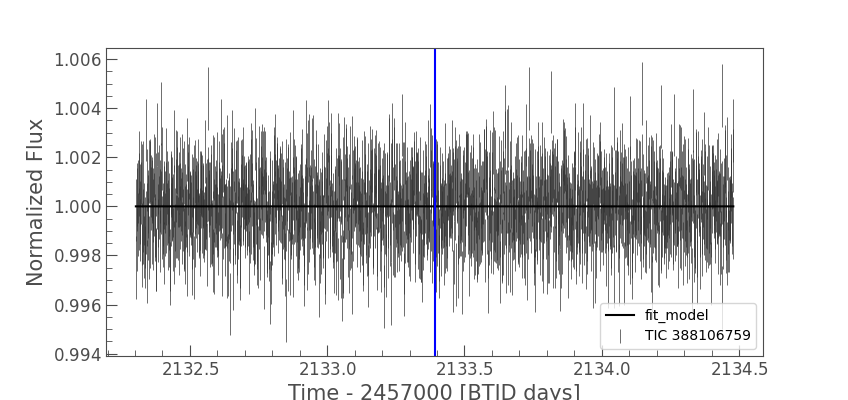 1.006
1.004
1.002
1.000
0.998
0.996
0.994
Normalized Flux
fit_model
TIC 388106759
2132.5 2133.0 2133.5 2134.0 2134.5
Time - 2457000 [BTJD days]